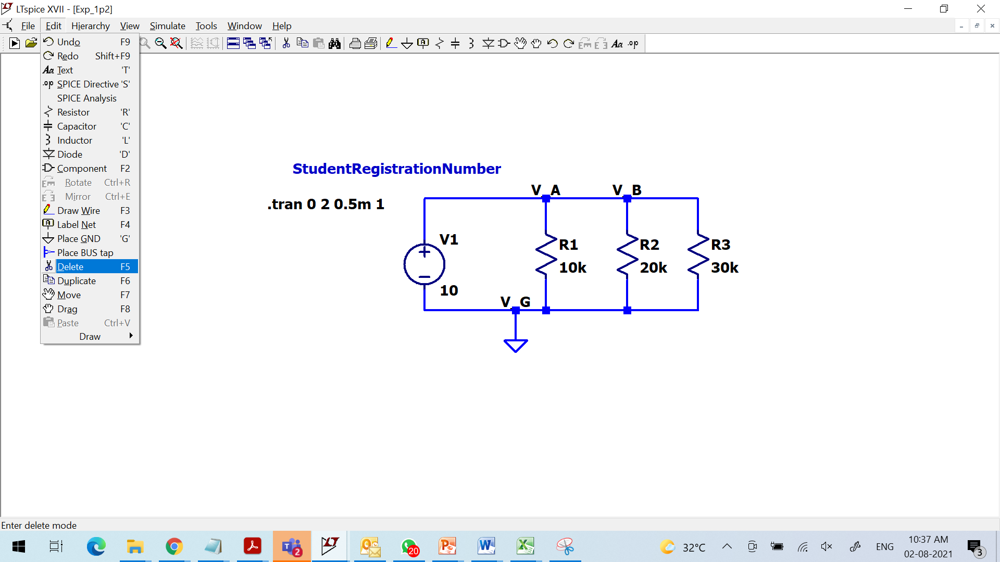 LTspice XVII - [Exp_1p2]
File Edit Hierarchy View Simulate Tools Window Help
Undo F9
Redo Shift+F9
Text 'T'
SPICE Directive 'S'
SPICE Analysis
Resistor 'R'
Capacitor 'C'
Inductor 'L'
Diode 'D'
Component F2
Rotate Ctrl+R
Mirror Ctrl+E
Draw Wire F3
Label Net F4
Place GND 'G'
Place BUS tap
Delete F5
Duplicate F6
Move F7
Drag F8
Paste Ctrl+V
Draw
StudentRegistrationNumber
.tran 0 2 0.5m 1
V_A
V_B
V1
10
R1
10k
R2
20k
R3
30k
V_G
Enter delete mode
2
20
32°C
ENG
10:37 AM
02-08-2021
3